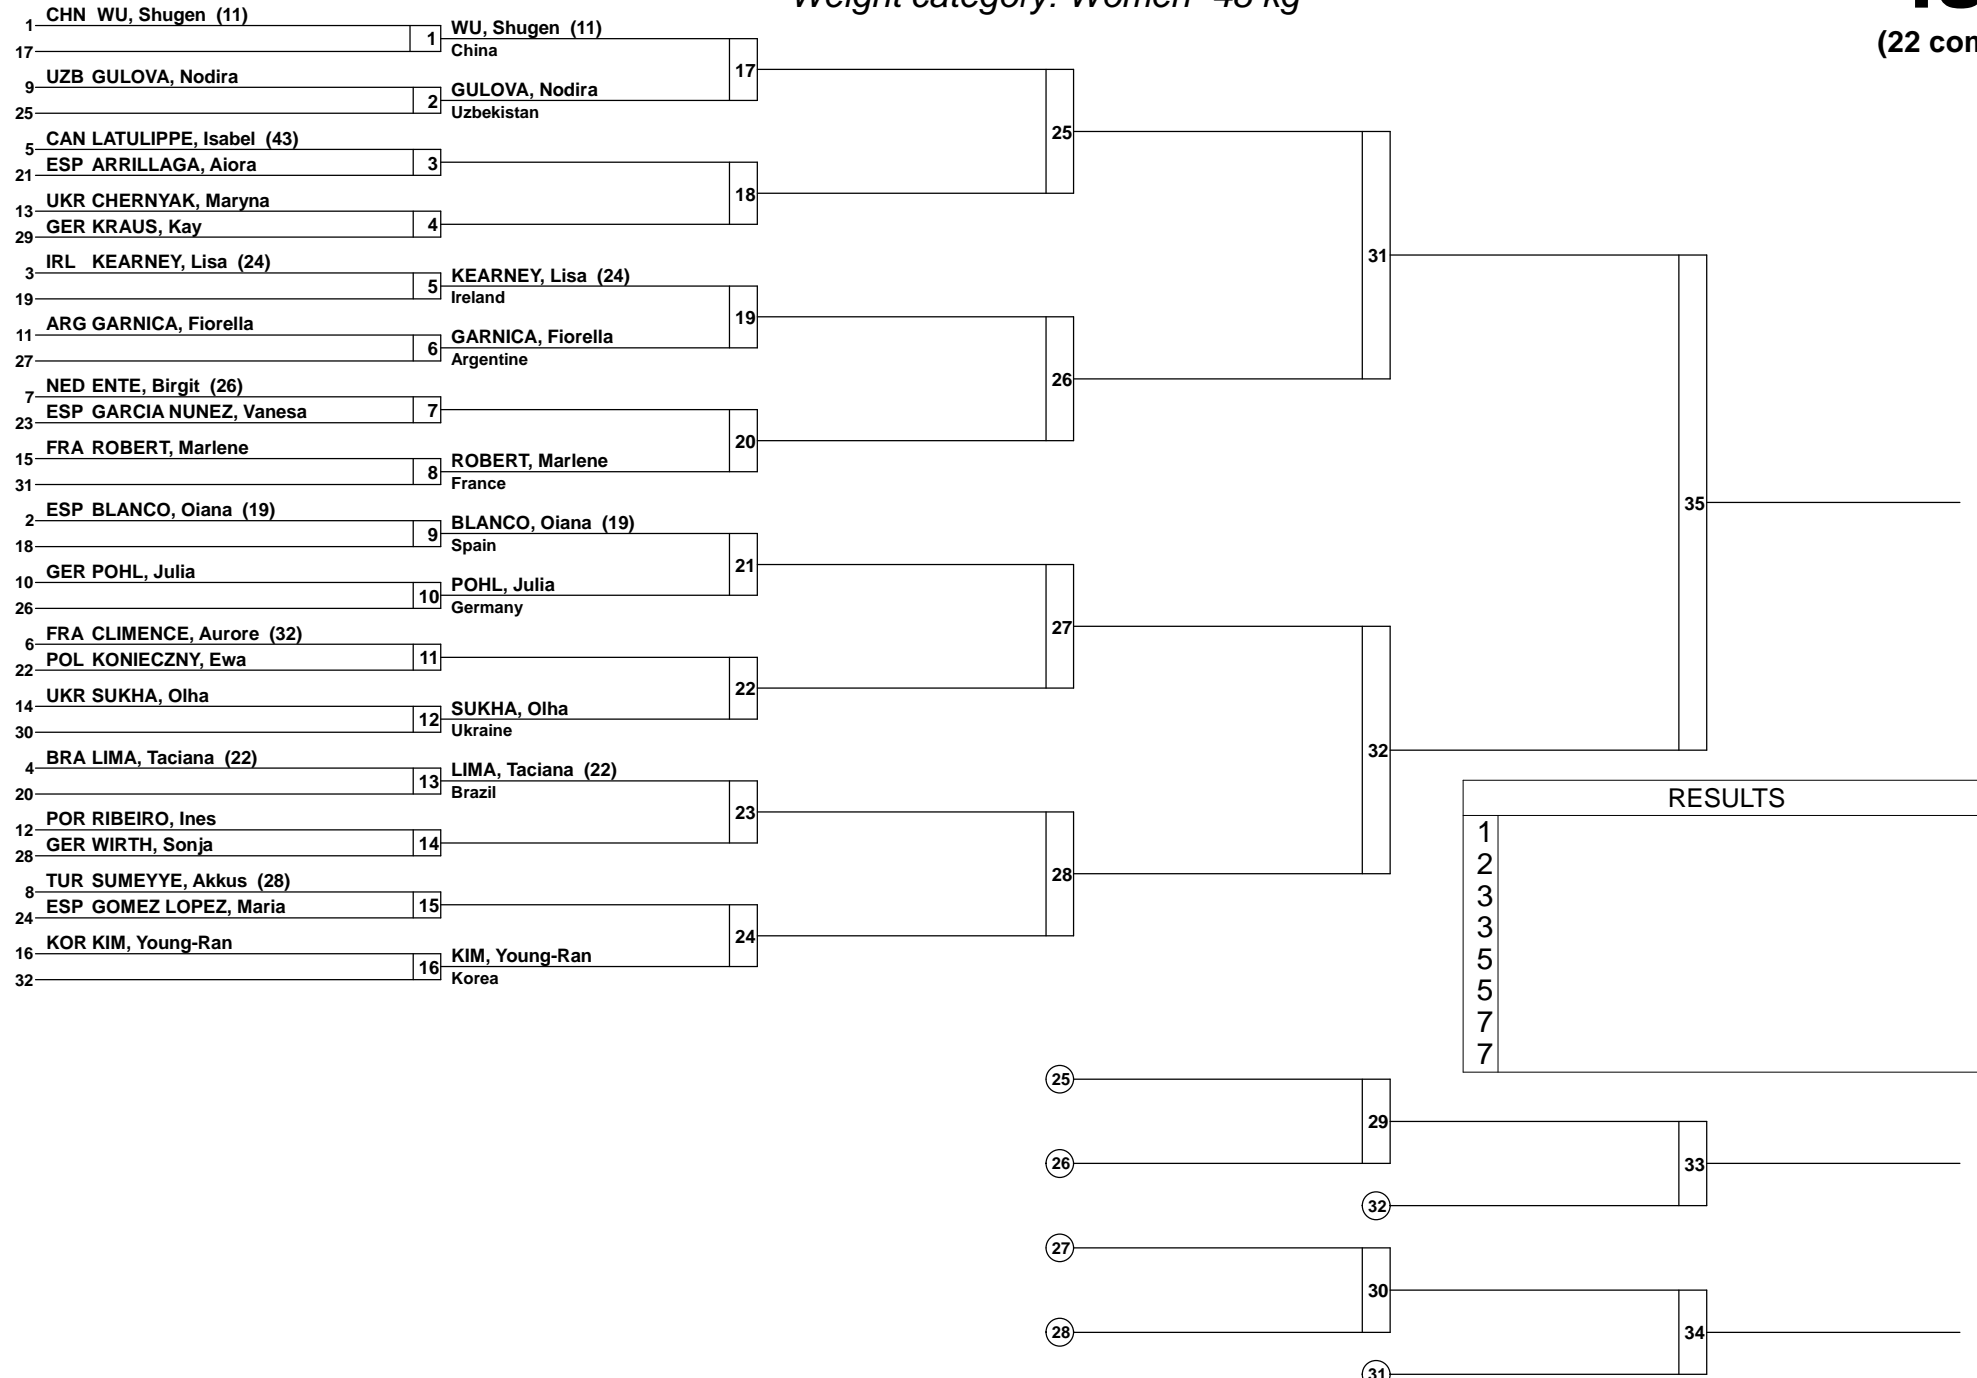 Weight category: Women -48 kg
(22 con
1 CHN WU, Shugen (11)
17
1 WU, Shugen (11)
China
9 UZB GULOVA, Nodira
25
2 GULOVA, Nodira
Uzbekistan
17
5 CAN LATULIPPE, Isabel (43)
21 ESP ARRILLAGA, Aiora
3
13 UKR CHERNYAK, Maryna
29 GER KRAUS, Kay
4
18
25
3 IRL KEARNEY, Lisa (24)
19
5 KEARNEY, Lisa (24)
Ireland
11 ARG GARNICA, Fiorella
27
6 GARNICA, Fiorella
Argentine
19
7 NED ENTE, Birgit (26)
23 ESP GARCIA NUNEZ, Vanesa
7
15 FRA ROBERT, Marlene
31
8 ROBERT, Marlene
France
20
26
31
2 ESP BLANCO, Oiana (19)
18
9 BLANCO, Oiana (19)
Spain
10 GER POHL, Julia
26
10 POHL, Julia
Germany
21
6 FRA CLIMENCE, Aurore (32)
22 POL KONIECZNY, Ewa
11
14 UKR SUKHA, Olha
30
12 SUKHA, Olha
Ukraine
22
27
4 BRA LIMA, Taciana (22)
20
13 LIMA, Taciana (22)
Brazil
12 POR RIBEIRO, Ines
28 GER WIRTH, Sonja
14
23
8 TUR SUMEYYE, Akkus (28)
24 ESP GOMEZ LOPEZ, Maria
15
16 KOR KIM, Young-Ran
32
16 KIM, Young-Ran
Korea
24
28
32
35
RESULTS
1
2
3
3
5
5
7
7
25
26
29
32
33
27
28
30
31
34